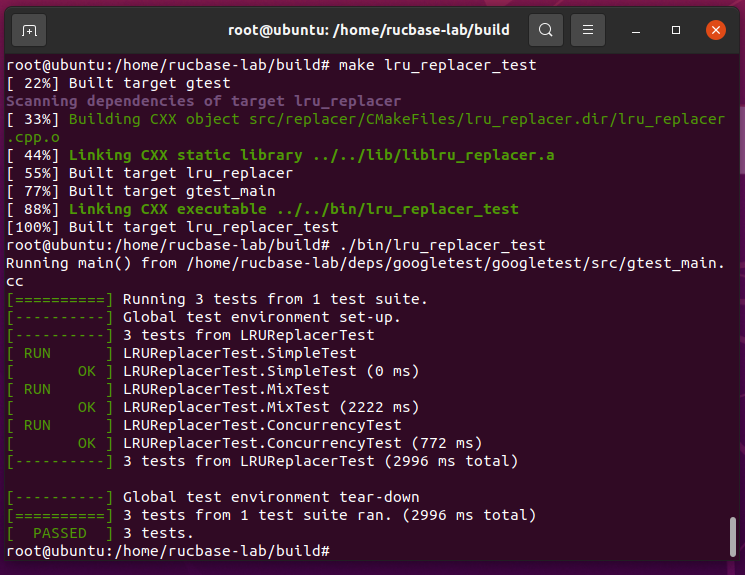 root@ubuntu: /home/rucbase-lab/build
root@ubuntu:/home/rucbase-lab/build# make lru_replacer_test
[ 22%] Built target gtest
Scanning dependencies of target lru_replacer
[ 33%] Building CXX object src/replacer/CMakeFiles/lru_replacer.dir/lru_replacer
.cpp.o
[ 44%] Linking CXX static library ../../lib/liblru_replacer.a
[ 55%] Built target lru_replacer
[ 77%] Built target gtest_main
[ 88%] Linking CXX executable ../../bin/lru_replacer_test
[100%] Built target lru_replacer_test
root@ubuntu:/home/rucbase-lab/build# ./bin/lru_replacer_test
Running main() from /home/rucbase-lab/deps/googletest/googletest/src/gtest_main.
cc
[==========] Running 3 tests from 1 test suite.
[----------] Global test environment set-up.
[----------] 3 tests from LRUReplacerTest
[ RUN      ] LRUReplacerTest.SimpleTest
[       OK ] LRUReplacerTest.SimpleTest (0 ms)
[ RUN      ] LRUReplacerTest.MixTest
[       OK ] LRUReplacerTest.MixTest (2222 ms)
[ RUN      ] LRUReplacerTest.ConcurrencyTest
[       OK ] LRUReplacerTest.ConcurrencyTest (772 ms)
[----------] 3 tests from LRUReplacerTest (2996 ms total)
[----------] Global test environment tear-down
[==========] 3 tests from 1 test suite ran. (2996 ms total)
[  PASSED  ] 3 tests.
root@ubuntu:/home/rucbase-lab/build#